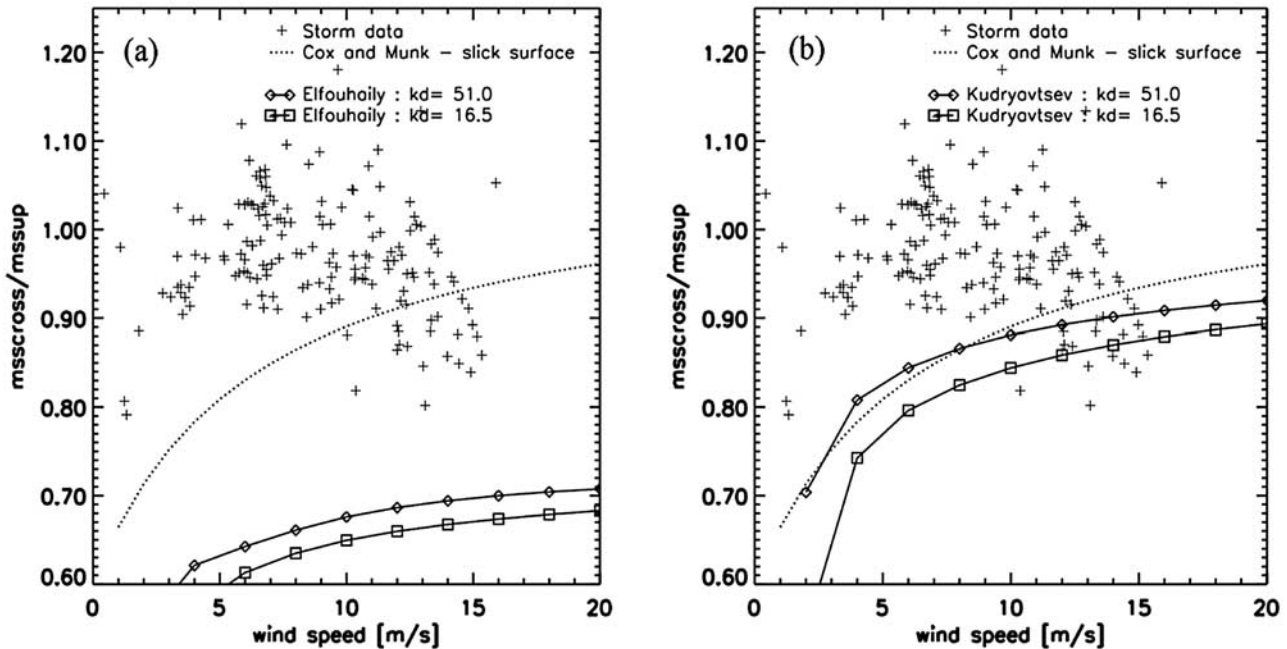 (a)
+ Storm data
Cox and Munk – slick surface
Elfouhaily : kd= 51.0
Elfouhaily : kd= 16.5
msscross/mssup
1.20
1.10
1.00
0.90
0.80
0.70
0.60
0 5 10 15 20
wind speed [m/s]
(b)
+ Storm data
Cox and Munk – slick surface
Kudryavtsev : kd= 51.0
Kudryavtsev : kd= 16.5
msscross/mssup
1.20
1.10
1.00
0.90
0.80
0.70
0.60
0 5 10 15 20
wind speed [m/s]